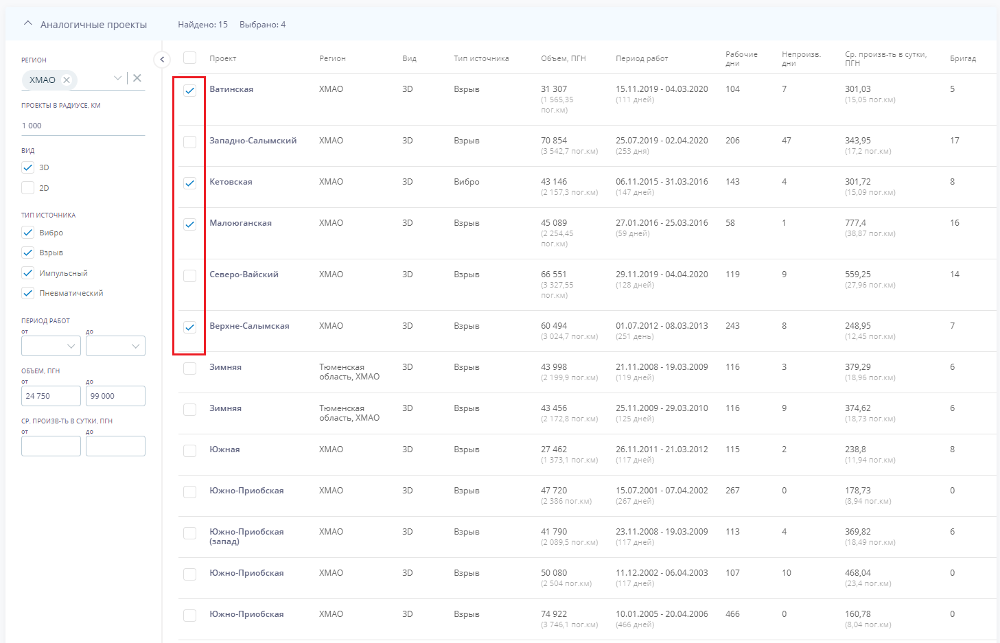 Аналогичные проекты Найдено: 15 Выбрано: 4
РЕГИОН
ХМАО
ПРОЕКТЫ В РАДИУСЕ, КМ
1 000
ВИД
3D
2D
ТИП ИСТОЧНИКА
Вибро
Взрыв
Импульсный
Пневматический
ПЕРИОД РАБОТ
от до
ОБЪЕМ, ПГН
от до
24 750 99 000
СР. ПРОИЗВ-ТЬ В СУТКИ, ПГН
от до
Проект Регион Вид Тип источника Объем, ПГН Период работ Рабочие Непроизв. Ср. произв-ть в сутки, Бригад
дни дни ПГН
Ватинская ХМАО 3D Взрыв 31 307 15.11.2019 - 04.03.2020 104 7 301,03 5
(1 565,35 (111 дней) (15,05 пог.км)
пог.км)
Западно-Салымский ХМАО 3D Взрыв 70 854 25.07.2019 - 02.04.2020 206 47 343,95 17
(3 542,7 пог.км) (253 дня) (17,2 пог.км)
Кетовская ХМАО 3D Вибро 43 146 06.11.2015 - 31.03.2016 143 4 301,72 8
(2 157,3 пог.км) (147 дней) (15,09 пог.км)
Малоюганская ХМАО 3D Взрыв 45 089 27.01.2016 - 25.03.2016 58 1 777,4 16
(2 254,45 (59 дней) (38,87 пог.км)
пог.км)
Северо-Вайский ХМАО 3D Взрыв 66 551 29.11.2019 - 04.04.2020 119 9 559,25 14
(3 327,55 (128 дней) (27,96 пог.км)
пог.км)
Верхне-Салымская ХМАО 3D Взрыв 60 494 01.07.2012 - 08.03.2013 243 8 248,95 7
(3 024,7 пог.км) (251 день) (12,45 пог.км)
Зимняя Тюменская 3D Взрыв 43 998 21.11.2008 - 19.03.2009 116 3 379,29 6
область, ХМАО (2 199,9 пог.км) (119 дней) (18,96 пог.км)
Зимняя Тюменская 3D Взрыв 43 456 25.11.2009 - 29.03.2010 116 9 374,62 6
область, ХМАО (2 172,8 пог.км) (125 дней) (18,73 пог.км)
Южная ХМАО 3D Взрыв 27 462 26.11.2011 - 21.03.2012 115 2 238,8 8
(1 373,1 пог.км) (117 дней) (11,94 пог.км)
Южно-Приобская ХМАО 3D Взрыв 47 720 15.07.2001 - 07.04.2002 267 0 178,73 0
(2 386 пог.км) (267 дней) (8,94 пог.км)
Южно-Приобская ХМАО 3D Взрыв 41 790 23.11.2008 - 19.03.2009 113 4 369,82 6
(запад) (2 089,5 пог.км) (117 дней) (18,49 пог.км)
Южно-Приобская ХМАО 3D Взрыв 50 080 11.12.2002 - 06.04.2003 107 10 468,04 0
(2 504 пог.км) (117 дней) (23,4 пог.км)
Южно-Приобская ХМАО 3D Взрыв 74 922 10.01.2005 - 20.04.2006 466 0 160,78 0
(3 746,1 пог.км) (466 дней) (8,04 пог.км)